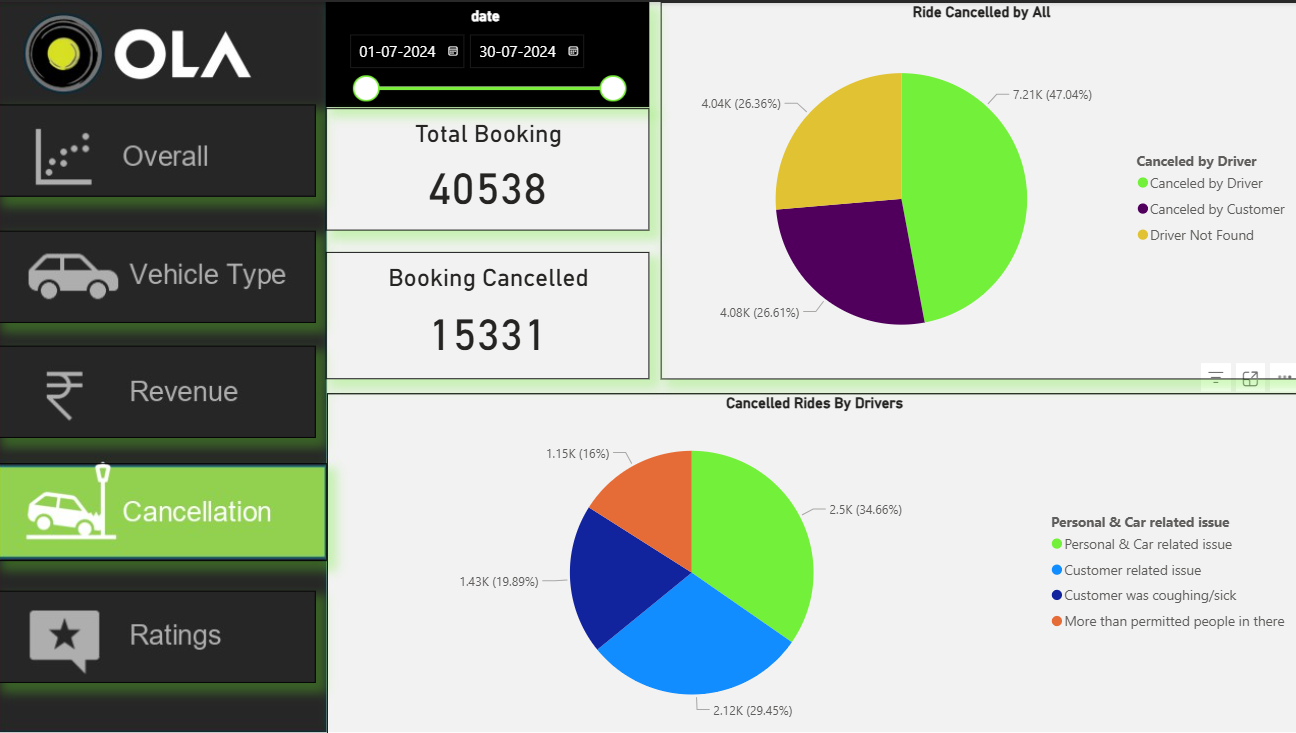 OLA
Overall
Vehicle Type
Revenue
Cancellation
Ratings
date
01-07-2024
30-07-2024
Total Booking
40538
Booking Cancelled
15331
Ride Cancelled by All
4.04K (26.36%)
7.21K (47.04%)
4.08K (26.61%)
Canceled by Driver
Canceled by Driver
Canceled by Customer
Driver Not Found
Cancelled Rides By Drivers
1.15K (16%)
2.5K (34.66%)
1.43K (19.89%)
2.12K (29.45%)
Personal & Car related issue
Personal & Car related issue
Customer related issue
Customer was coughing/sick
More than permitted people in there